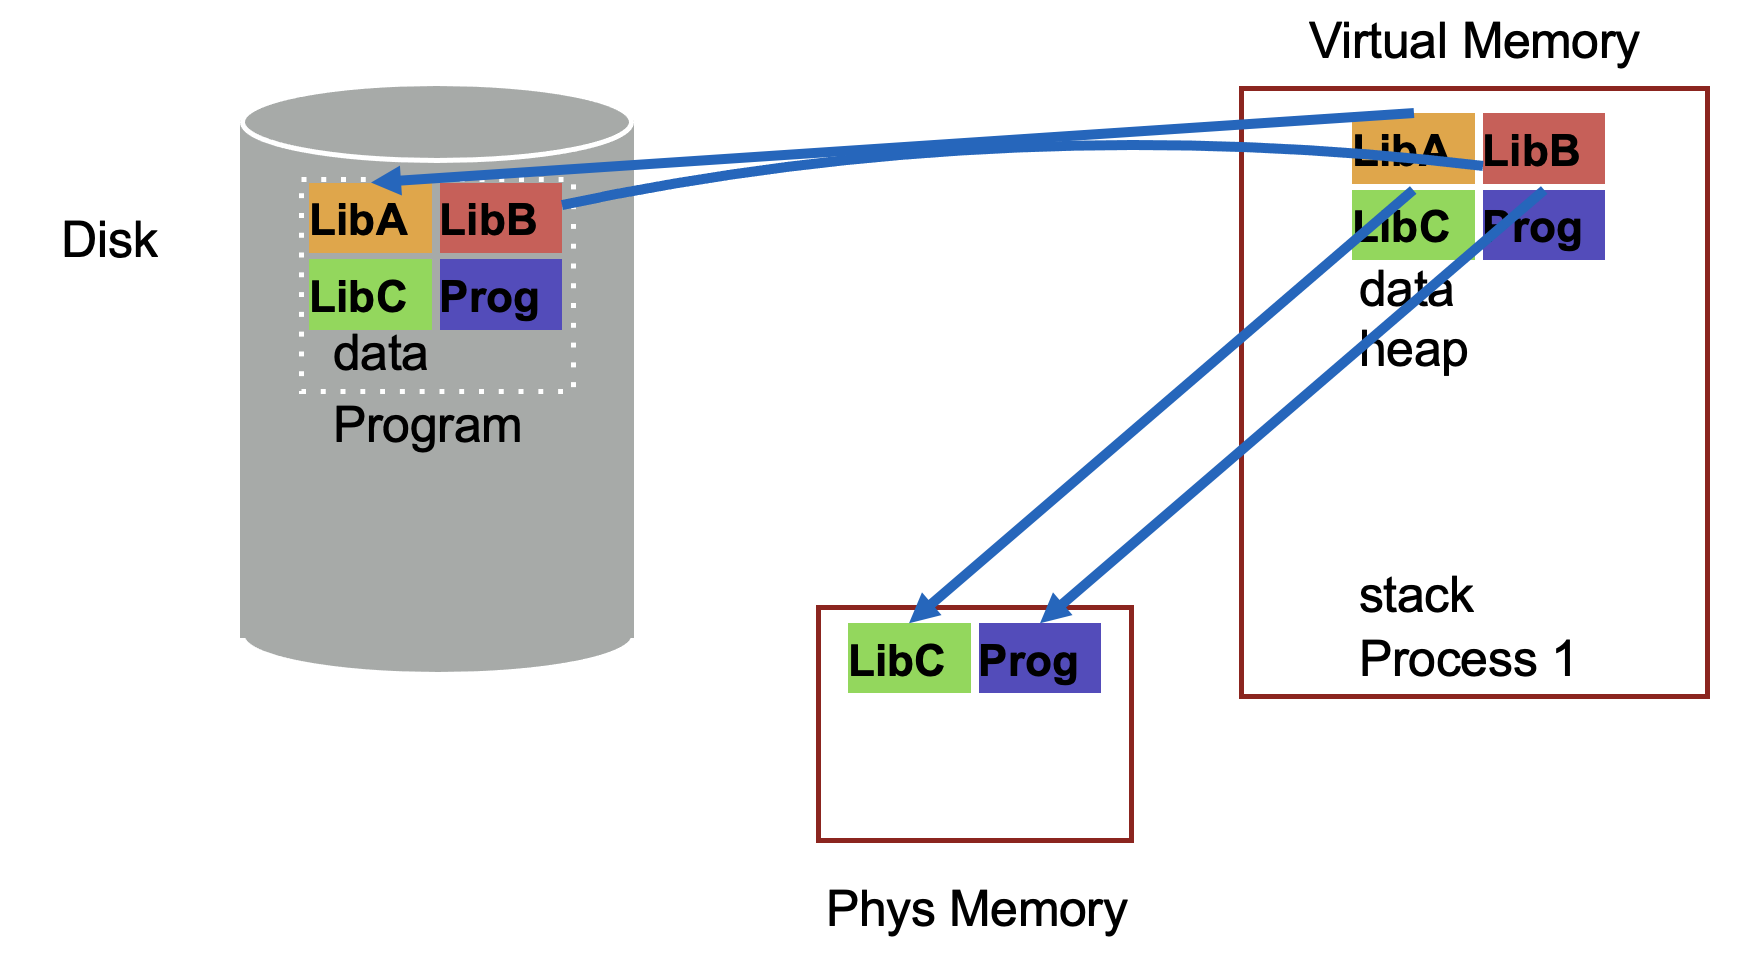 Virtual Memory
LibA LibB
LibC Prog
data
heap
stack
Process 1
Disk
LibA LibB
LibC Prog
data
Program
LibC Prog
Phys Memory